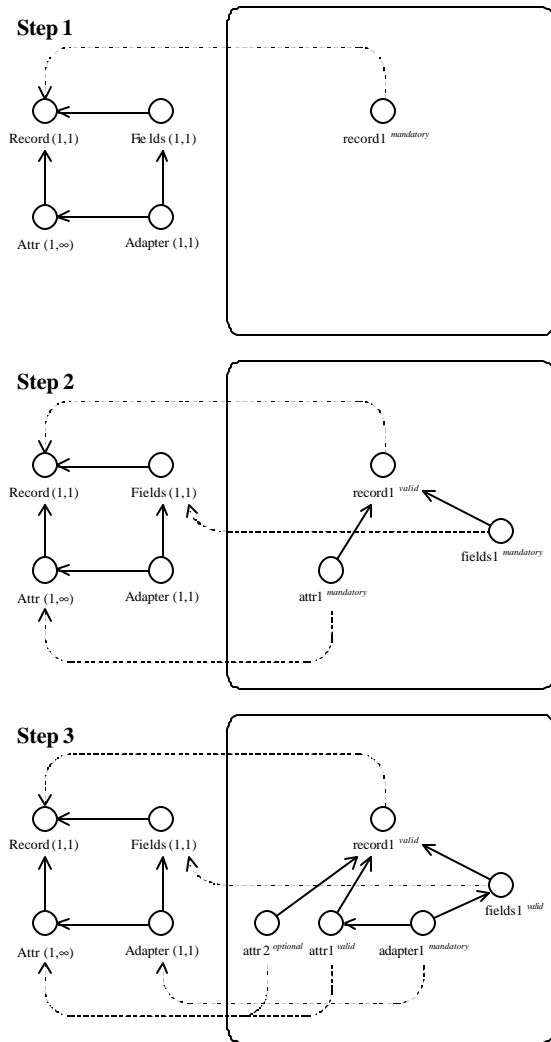 Step 1
Record (1,1) Fields (1,1) record1 mandatory
Attr (1,∞) Adapter (1,1)
Step 2
Record (1,1) Fields (1,1) record1 valid
fields1 mandatory
Attr (1,∞) Adapter (1,1) attr1 mandatory
Step 3
Record (1,1) Fields (1,1) record1 valid
fields1 valid
Attr (1,∞) Adapter (1,1) attr2 optional attr1 valid adapter1 mandatory